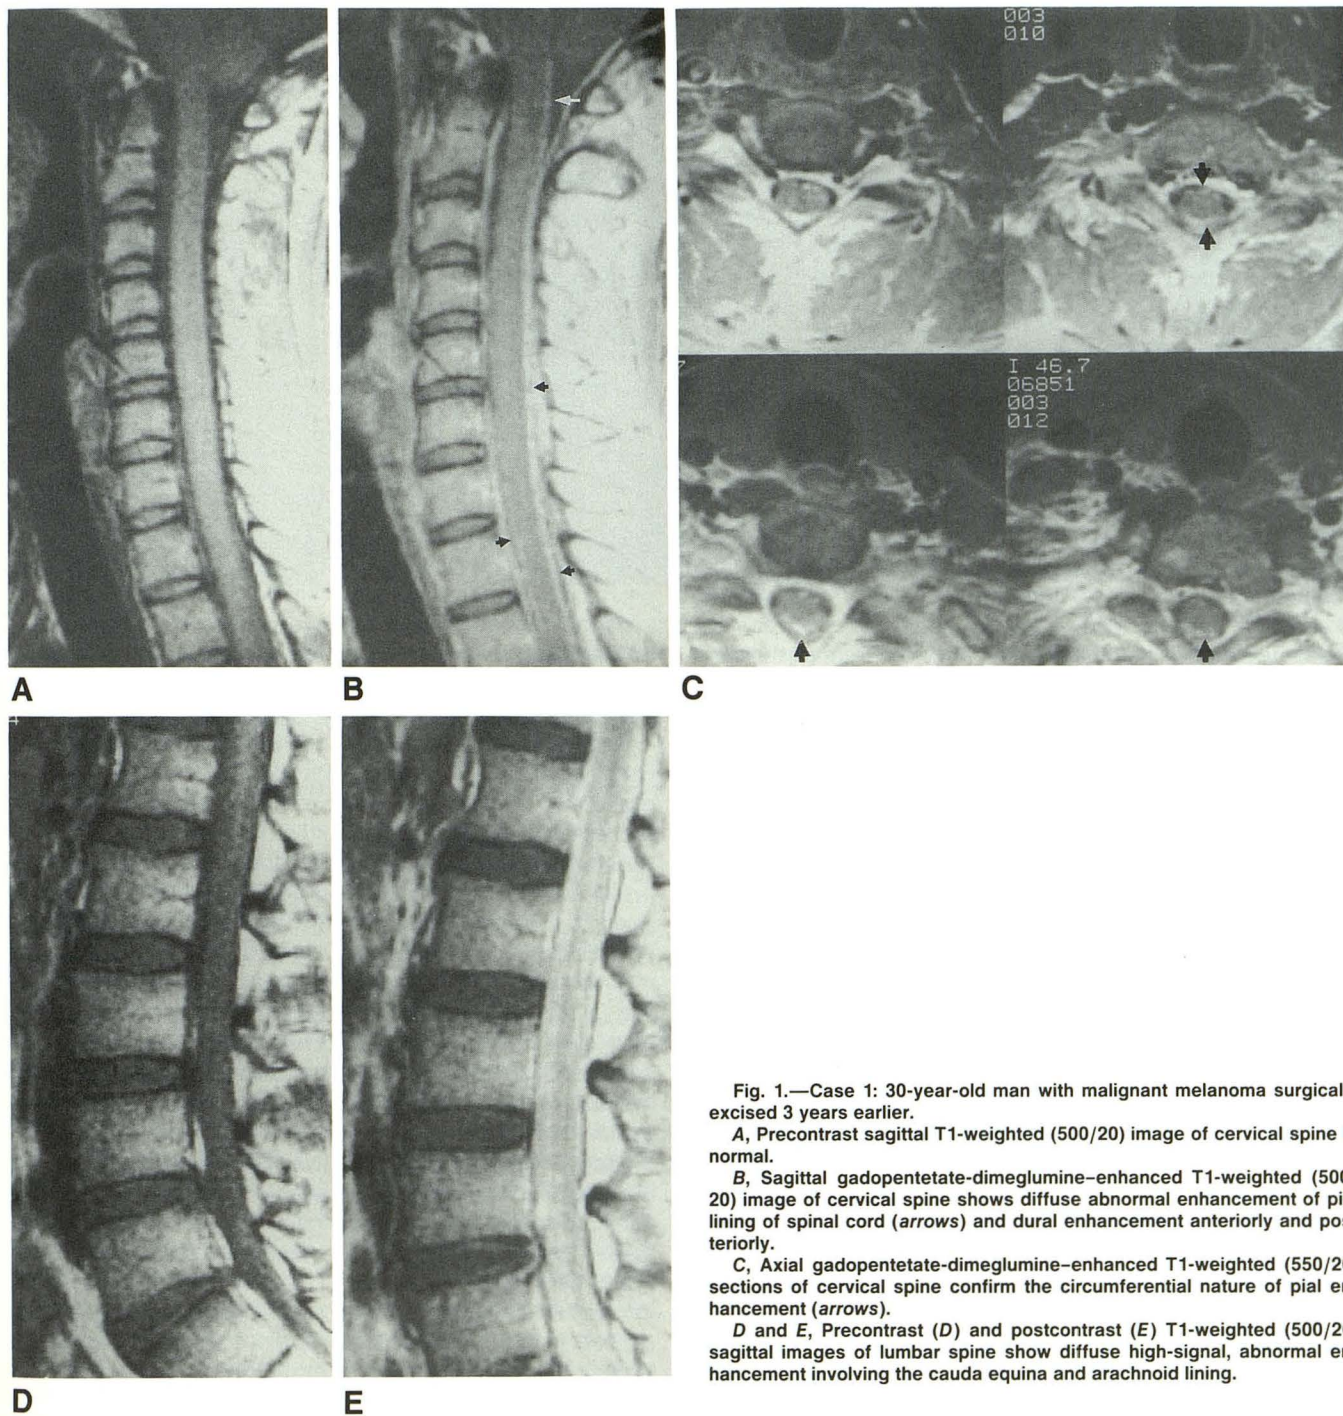 003
010
I 46.7
06851
003
012
A
B
C
D
E
Fig. 1.—Case 1: 30-year-old man with malignant melanoma surgical
excised 3 years earlier.
A, Precontrast sagittal T1-weighted (500/20) image of cervical spine
normal.
B, Sagittal gadopentetate-dimeglumine–enhanced T1-weighted (500
20) image of cervical spine shows diffuse abnormal enhancement of pi
lining of spinal cord (arrows) and dural enhancement anteriorly and pos
teriorly.
C, Axial gadopentetate-dimeglumine–enhanced T1-weighted (550/20
sections of cervical spine confirm the circumferential nature of pial en
hancement (arrows).
D and E, Precontrast (D) and postcontrast (E) T1-weighted (500/20
sagittal images of lumbar spine show diffuse high-signal, abnormal en
hancement involving the cauda equina and arachnoid lining.